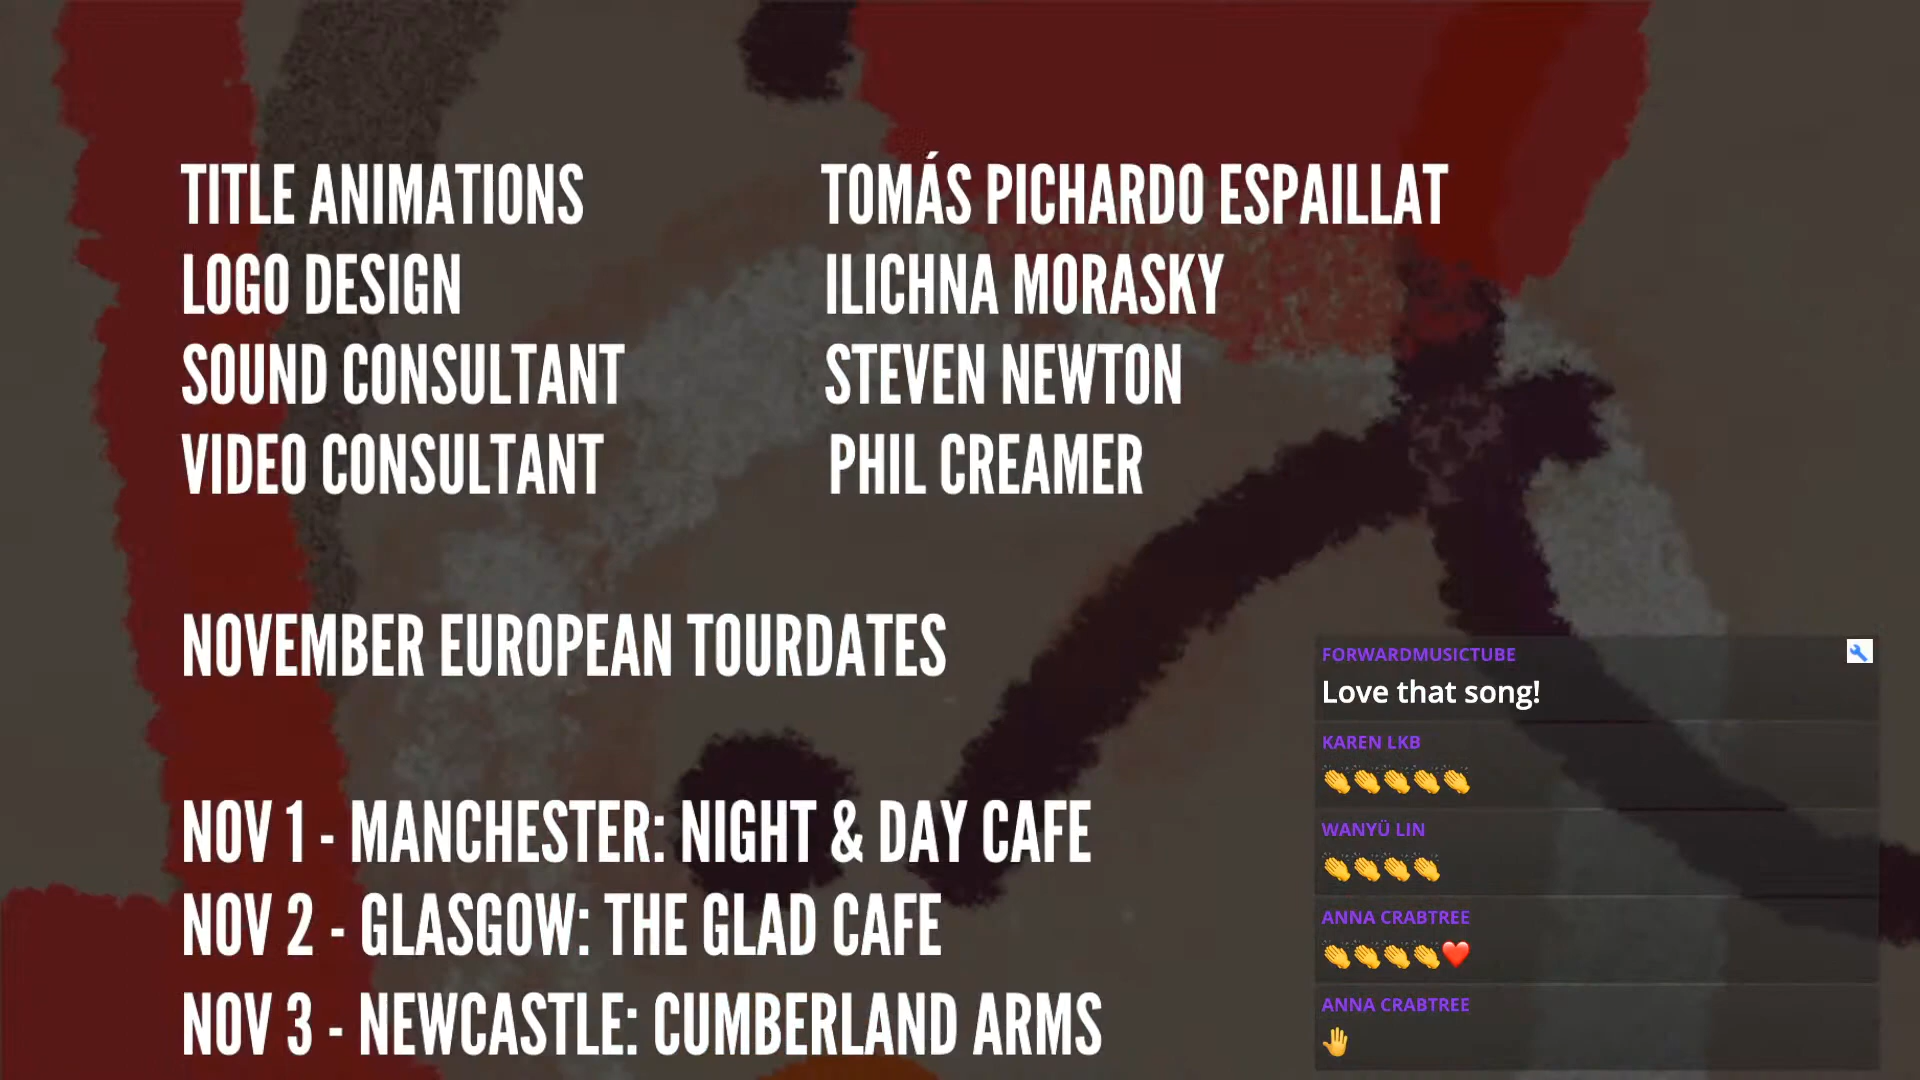 TITLE ANIMATIONS TOMÁS PICHARDO ESPAILLAT
LOGO DESIGN ILICHNA MORASKY
SOUND CONSULTANT STEVEN NEWTON
VIDEO CONSULTANT PHIL CREAMER
NOVEMBER EUROPEAN TOURDATES
NOV 1 - MANCHESTER: NIGHT & DAY CAFE
NOV 2 - GLASGOW: THE GLAD CAFE
NOV 3 - NEWCASTLE: CUMBERLAND ARMS
FORWARDMUSICTUBE
Love that song!
KAREN LKB
👏👏👏👏👏
WANYÜ LIN
👏👏👏👏
ANNA CRABTREE
👏👏👏👏❤️
ANNA CRABTREE
🤚